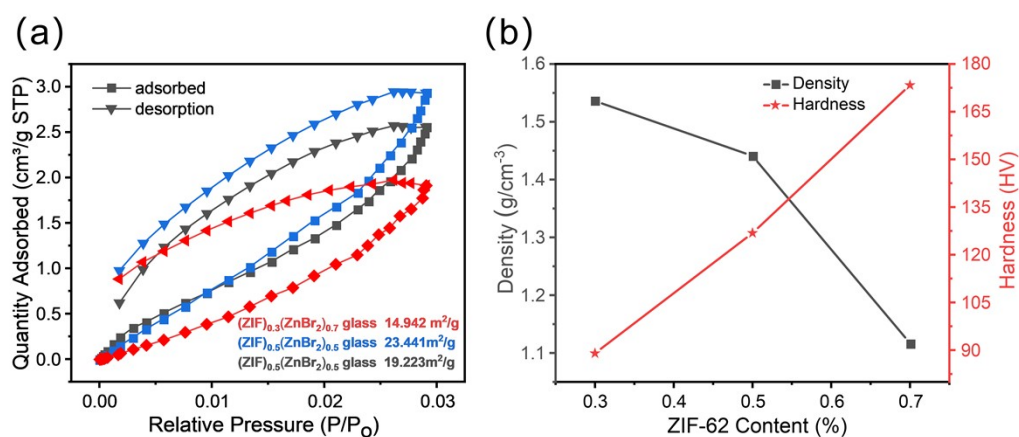 (a)
Quantity Adsorbed (cm³/g STP)
3.0
2.5
2.0
1.5
1.0
0.5
0.0
adsorbed
desorption
(ZIF)₀.₃(ZnBr₂)₀.₇ glass 14.942 m²/g
(ZIF)₀.₅(ZnBr₂)₀.₅ glass 23.441m²/g
(ZIF)₀.₅(ZnBr₂)₀.₅ glass 19.223m²/g
0.00 0.01 0.02 0.03
Relative Pressure (P/P₀)
(b)
Density (g/cm⁻³)
1.6
1.5
1.4
1.3
1.2
1.1
Density
Hardness
180
165
150
135
120
105
90
Hardness (HV)
0.3 0.4 0.5 0.6 0.7
ZIF-62 Content (%)